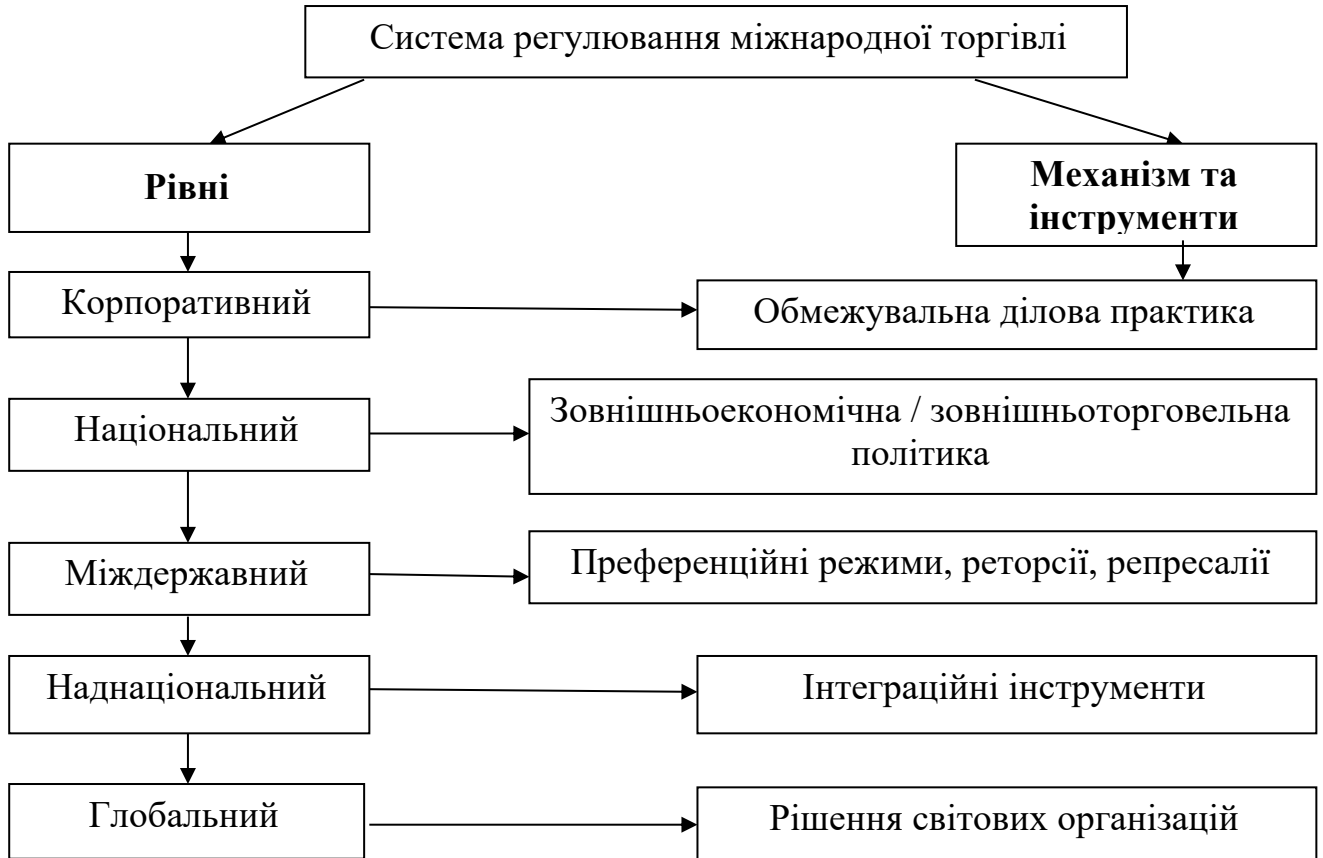 Система регулювання міжнародної торгівлі
Рівні
Механізм та
інструменти
Корпоративний
Обмежувальна ділова практика
Національний
Зовнішньоекономічна / зовнішньоторговельна
політика
Міждержавний
Преференційні режими, реторсії, репресалії
Наднаціональний
Інтеграційні інструменти
Глобальний
Рішення світових організацій